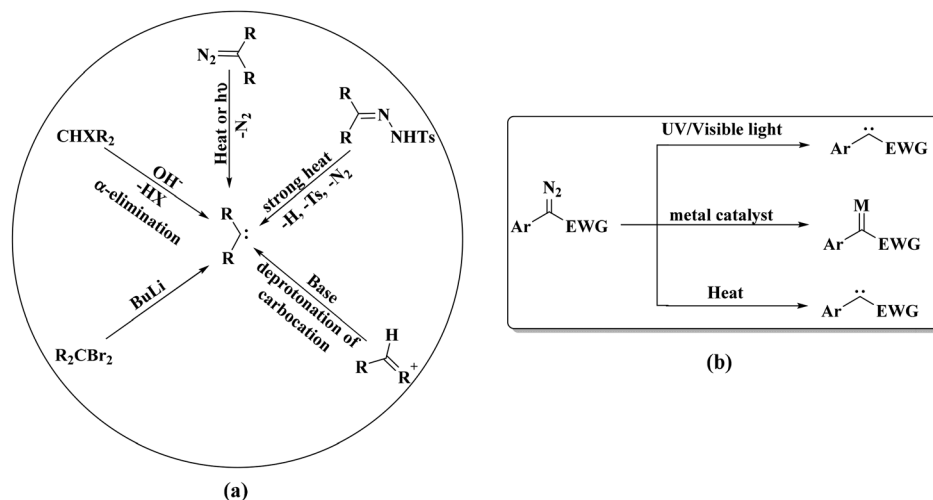 R
N₂
R
Heat or hυ
-N₂
R
N
R
NHTs
strong heat
-H, -Ts, -N₂
CHXR₂
OH⁻
-HX
α-elimination
R
:
R
BuLi
R₂CBr₂
Base
deprotonation of
carbocation
H
R
R
+
(a)
N₂
Ar
EWG
UV/Visible light
..
Ar
EWG
metal catalyst
M
Ar
EWG
Heat
..
Ar
EWG
(b)